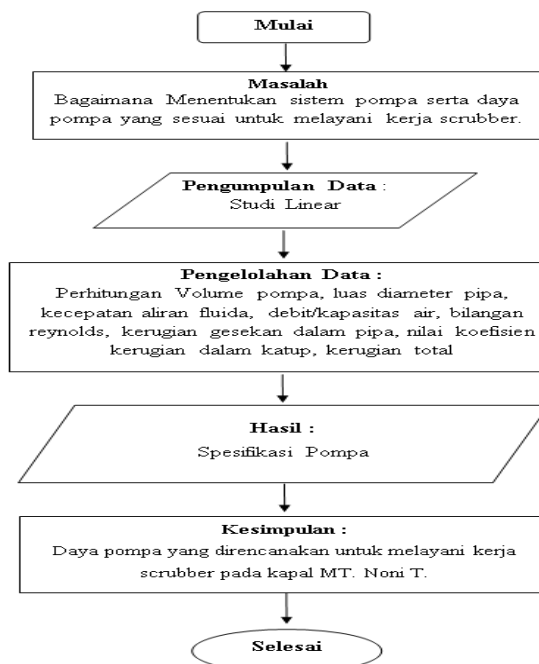 Mulai
Masalah
Bagaimana Menentukan sistem pompa serta daya
pompa yang sesuai untuk melayani kerja scrubber.
Pengumpulan Data :
Studi Linear
Pengelolahan Data :
Perhitungan Volume pompa, luas diameter pipa,
kecepatan aliran fluida, debit/kapasitas air, bilangan
reynolds, kerugian gesekan dalam pipa, nilai koefisien
kerugian dalam katup, kerugian total
Hasil :
Spesifikasi Pompa
Kesimpulan :
Daya pompa yang direncanakan untuk melayani kerja
scrubber pada kapal MT. Noni T.
Selesai